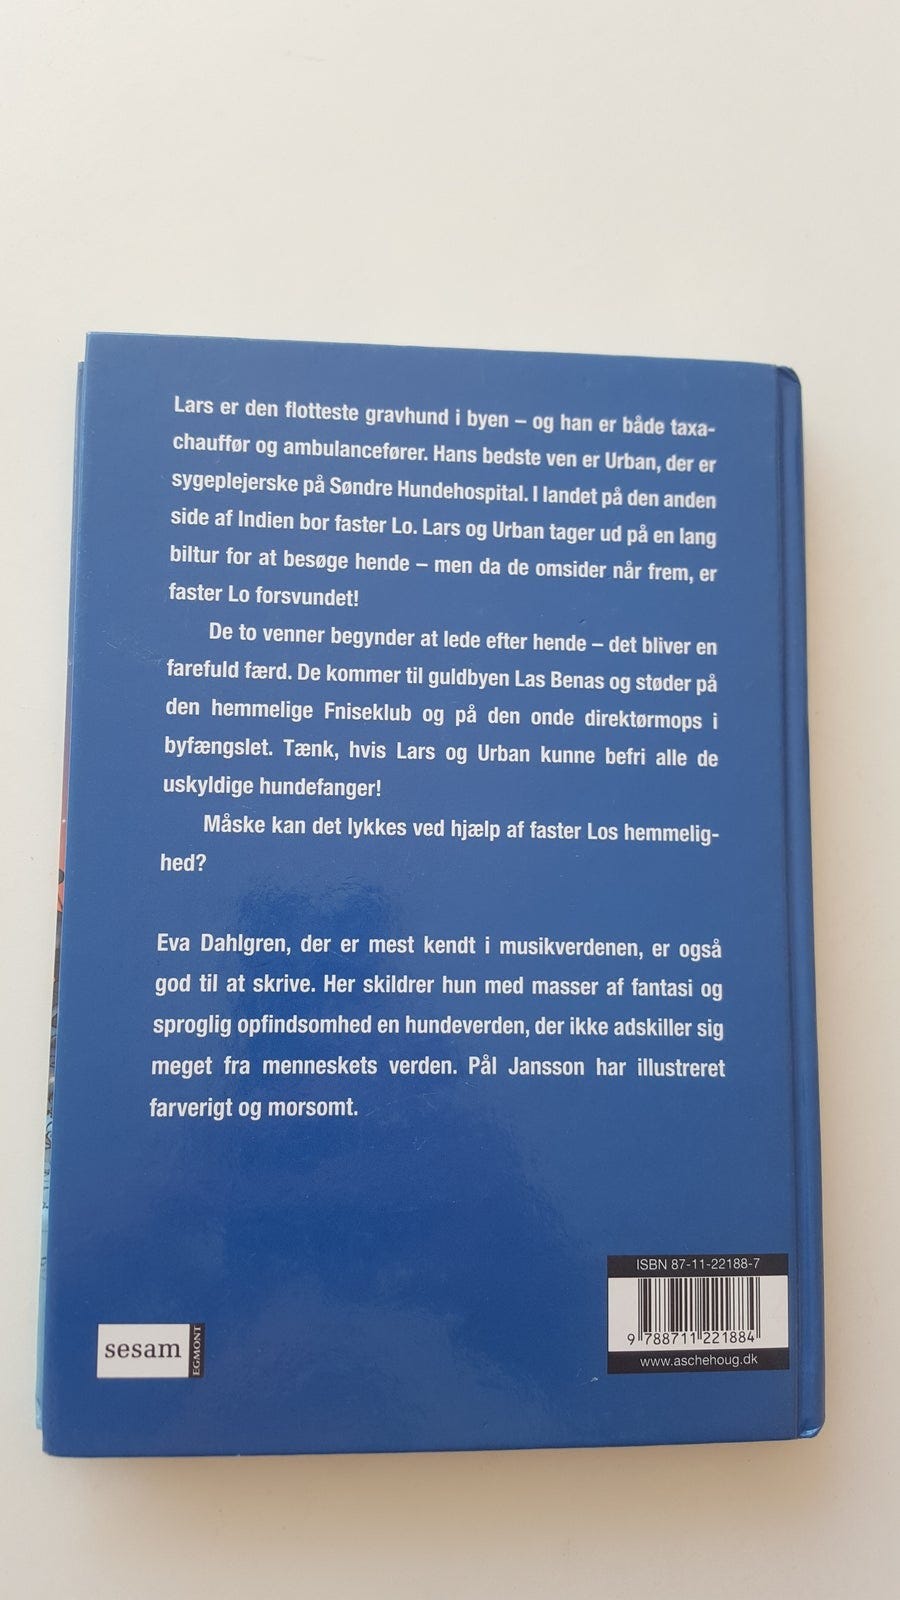 Lars er den flotteste gravhund i byen – og han er både taxa-
chauffør og ambulancefører. Hans bedste ven er Urban, der er
sygeplejerske på Søndre Hundehospital. I landet på den anden
side af Indien bor faster Lo. Lars og Urban tager ud på en lang
biltur for at besøge hende – men da de omsider når frem, er
faster Lo forsvundet!
De to venner begynder at lede efter hende – det bliver en
farefuld færd. De kommer til guldbyen Las Benas og støder på
den hemmelige Fniseklub og på den onde direktørmops i
byfængslet. Tænk, hvis Lars og Urban kunne befri alle de
uskyldige hundefanger!
Måske kan det lykkes ved hjælp af faster Los hemmelig-
hed?
Eva Dahlgren, der er mest kendt i musikverdenen, er også
god til at skrive. Her skildrer hun med masser af fantasi og
sproglig opfindsomhed en hundeverden, der ikke adskiller sig
meget fra menneskets verden. Pål Jansson har illustreret
farverigt og morsomt.
ISBN 87-11-22188-7
9 788711 221884
www.aschehoug.dk
sesam
EGMONT